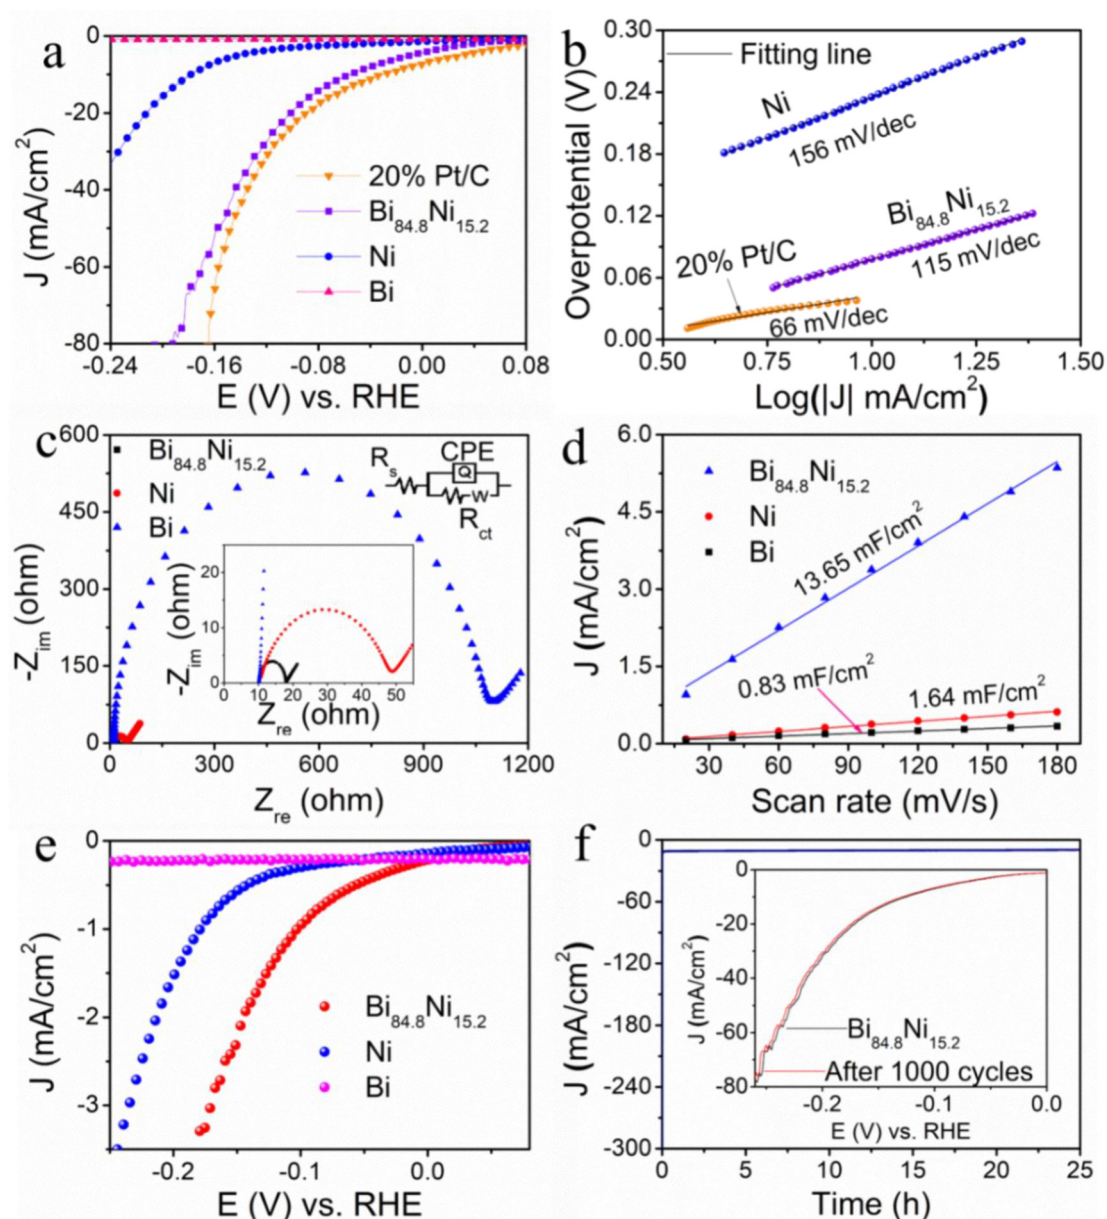 a
0
-20
-40
-60
-80
-0.24
-0.16
-0.08
0.00
0.08
J (mA/cm²)
E (V) vs. RHE
20% Pt/C
Bi₈₄.₈Ni₁₅.₂
Ni
Bi
b
0.30
0.24
0.18
0.12
0.06
0.00
0.50
0.75
1.00
1.25
1.50
Overpotential (V)
Log(|J| mA/cm²)
Fitting line
Ni
156 mV/dec
Bi₈₄.₈Ni₁₅.₂
115 mV/dec
20% Pt/C
66 mV/dec
c
600
450
300
150
0
0
300
600
900
1200
-Zᵢₘ (ohm)
Zᵣₑ (ohm)
Bi₈₄.₈Ni₁₅.₂
Ni
Bi
Rₛ
CPE
Q
W
R_ct
20
10
0
0
10
20
30
40
50
-Zᵢₘ (ohm)
Zᵣₑ (ohm)
d
6.0
4.5
3.0
1.5
0.0
30
60
90
120
150
180
J (mA/cm²)
Scan rate (mV/s)
Bi₈₄.₈Ni₁₅.₂
Ni
Bi
13.65 mF/cm²
0.83 mF/cm²
1.64 mF/cm²
e
0
-1
-2
-3
-0.2
-0.1
0.0
J (mA/cm²)
E (V) vs. RHE
Bi₈₄.₈Ni₁₅.₂
Ni
Bi
f
0
-60
-120
-180
-240
-300
0
5
10
15
20
25
J (mA/cm²)
Time (h)
0
-20
-40
-60
-80
-0.2
-0.1
0.0
J (mA/cm²)
E (V) vs. RHE
Bi₈₄.₈Ni₁₅.₂
After 1000 cycles